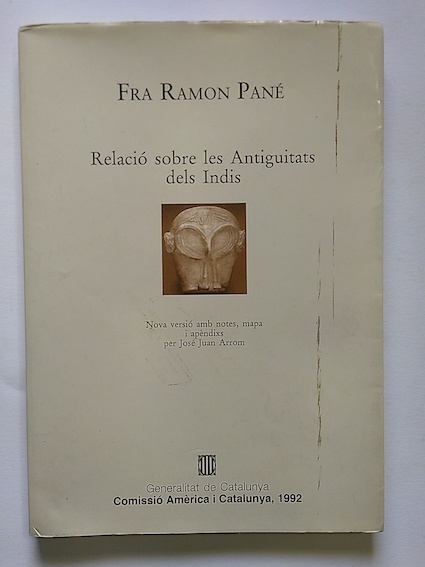 FRA RAMON PANÉ
Relació sobre les Antiguitats
dels Indis
Nova versió amb notes, mapa
i apèndixs
per José Juan Arrom
Generalitat de Catalunya
Comissió Amèrica i Catalunya, 1992